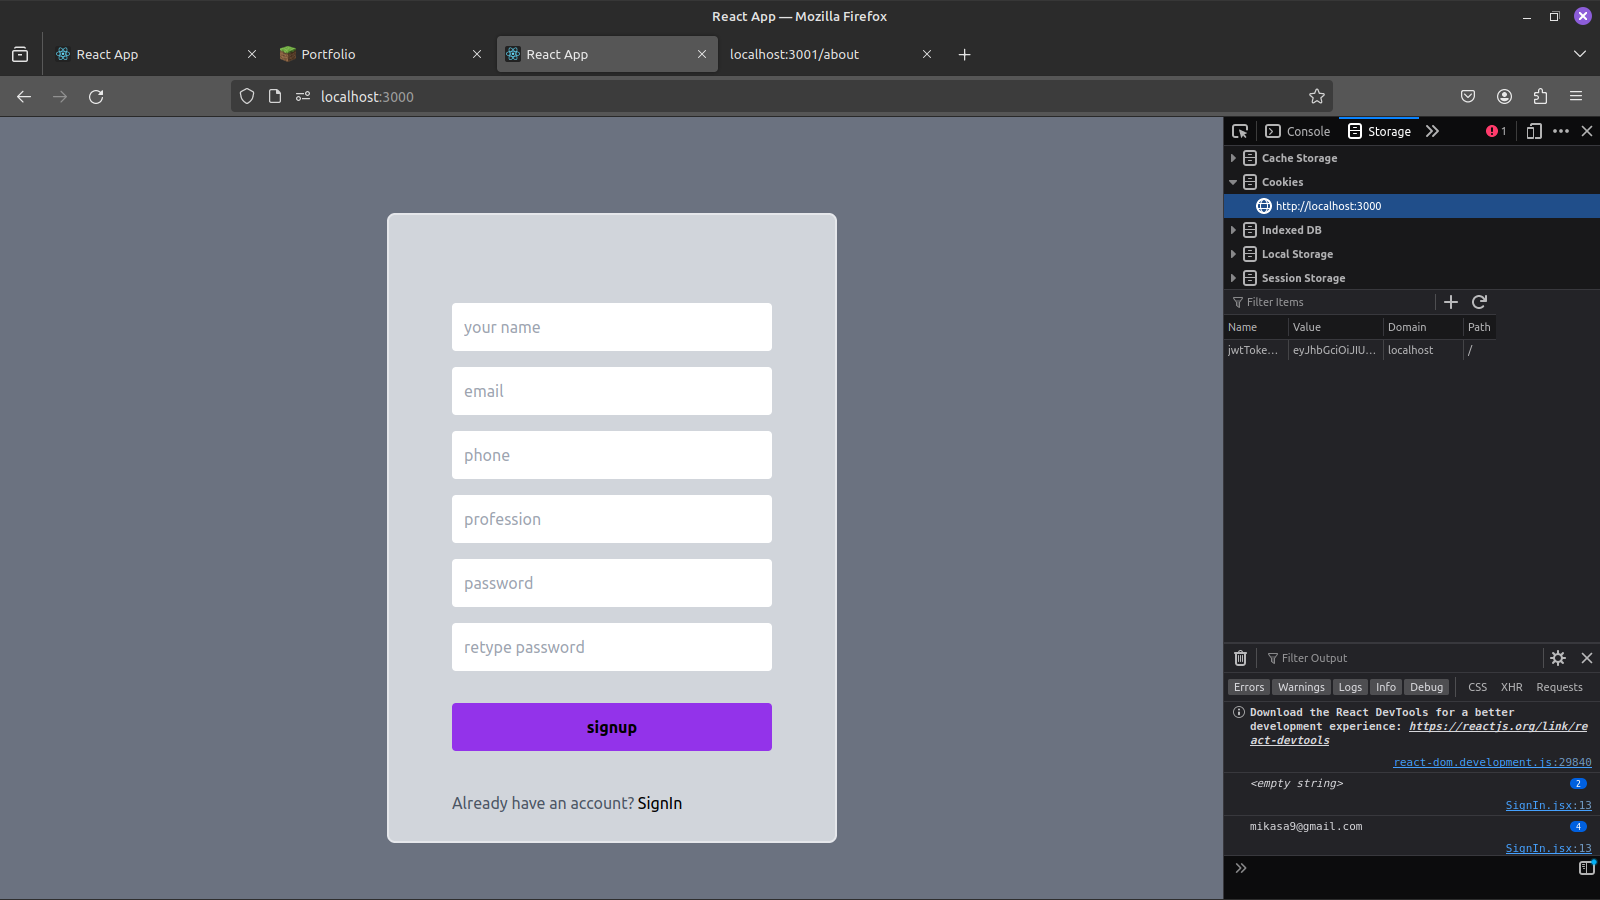 React App — Mozilla Firefox
React App
Portfolio
React App
localhost:3001/about
localhost:3000
your name
email
phone
profession
password
retype password
signup
Already have an account? SignIn
Console
Storage
1
Cache Storage
Cookies
http://localhost:3000
Indexed DB
Local Storage
Session Storage
Filter Items
Name Value Domain Path
jwtToke... eyJhbGciOiJIU... localhost /
Filter Output
Errors Warnings Logs Info Debug CSS XHR Requests
Download the React DevTools for a better
development experience: https://reactjs.org/link/re
act-devtools
react-dom.development.js:29840
<empty string> 2
SignIn.jsx:13
mikasa9@gmail.com 4
SignIn.jsx:13